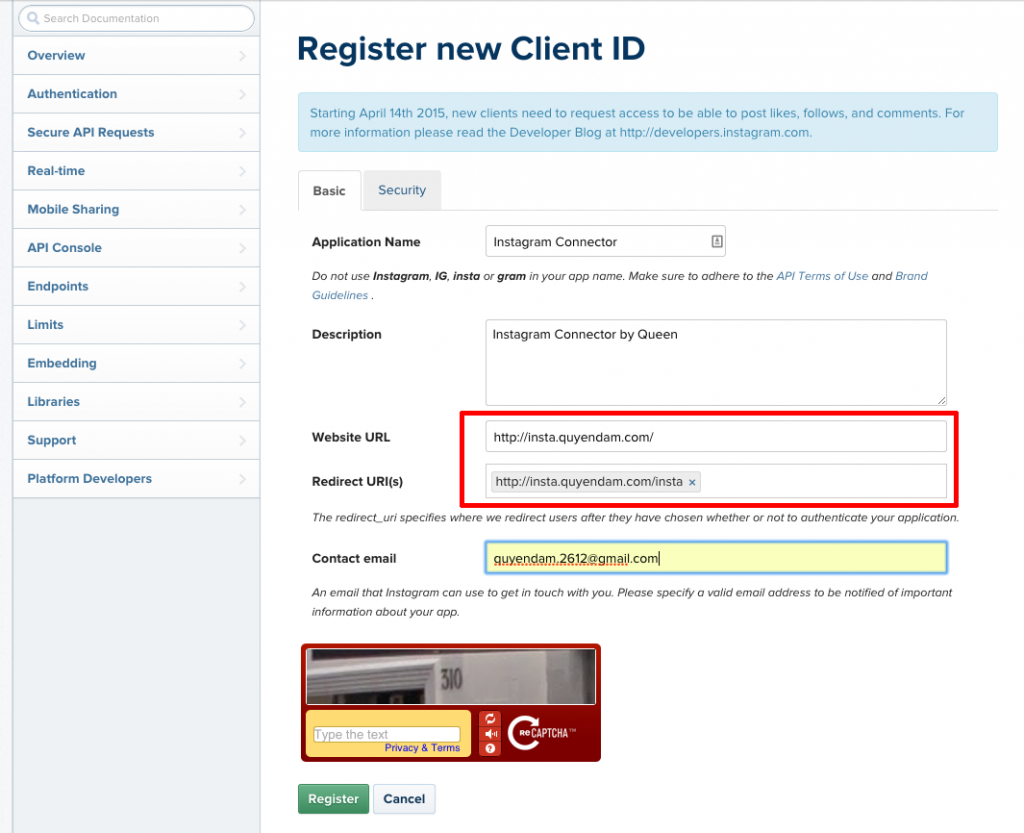 Search Documentation
Overview
Authentication
Secure API Requests
Real-time
Mobile Sharing
API Console
Endpoints
Limits
Embedding
Libraries
Support
Platform Developers
Register new Client ID
Starting April 14th 2015, new clients need to request access to be able to post likes, follows, and comments. For
more information please read the Developer Blog at http://developers.instagram.com.
Basic Security
Application Name Instagram Connector
Do not use Instagram, IG, insta or gram in your app name. Make sure to adhere to the API Terms of Use and Brand
Guidelines .
Description Instagram Connector by Queen
Website URL http://insta.quyendam.com/
Redirect URI(s) http://insta.quyendam.com/insta ×
The redirect_uri specifies where we redirect users after they have chosen whether or not to authenticate your application.
Contact email quyendam.2612@gmail.com
An email that Instagram can use to get in touch with you. Please specify a valid email address to be notified of important
information about your app.
310
Type the text
Privacy & Terms
reCAPTCHA™
Register Cancel